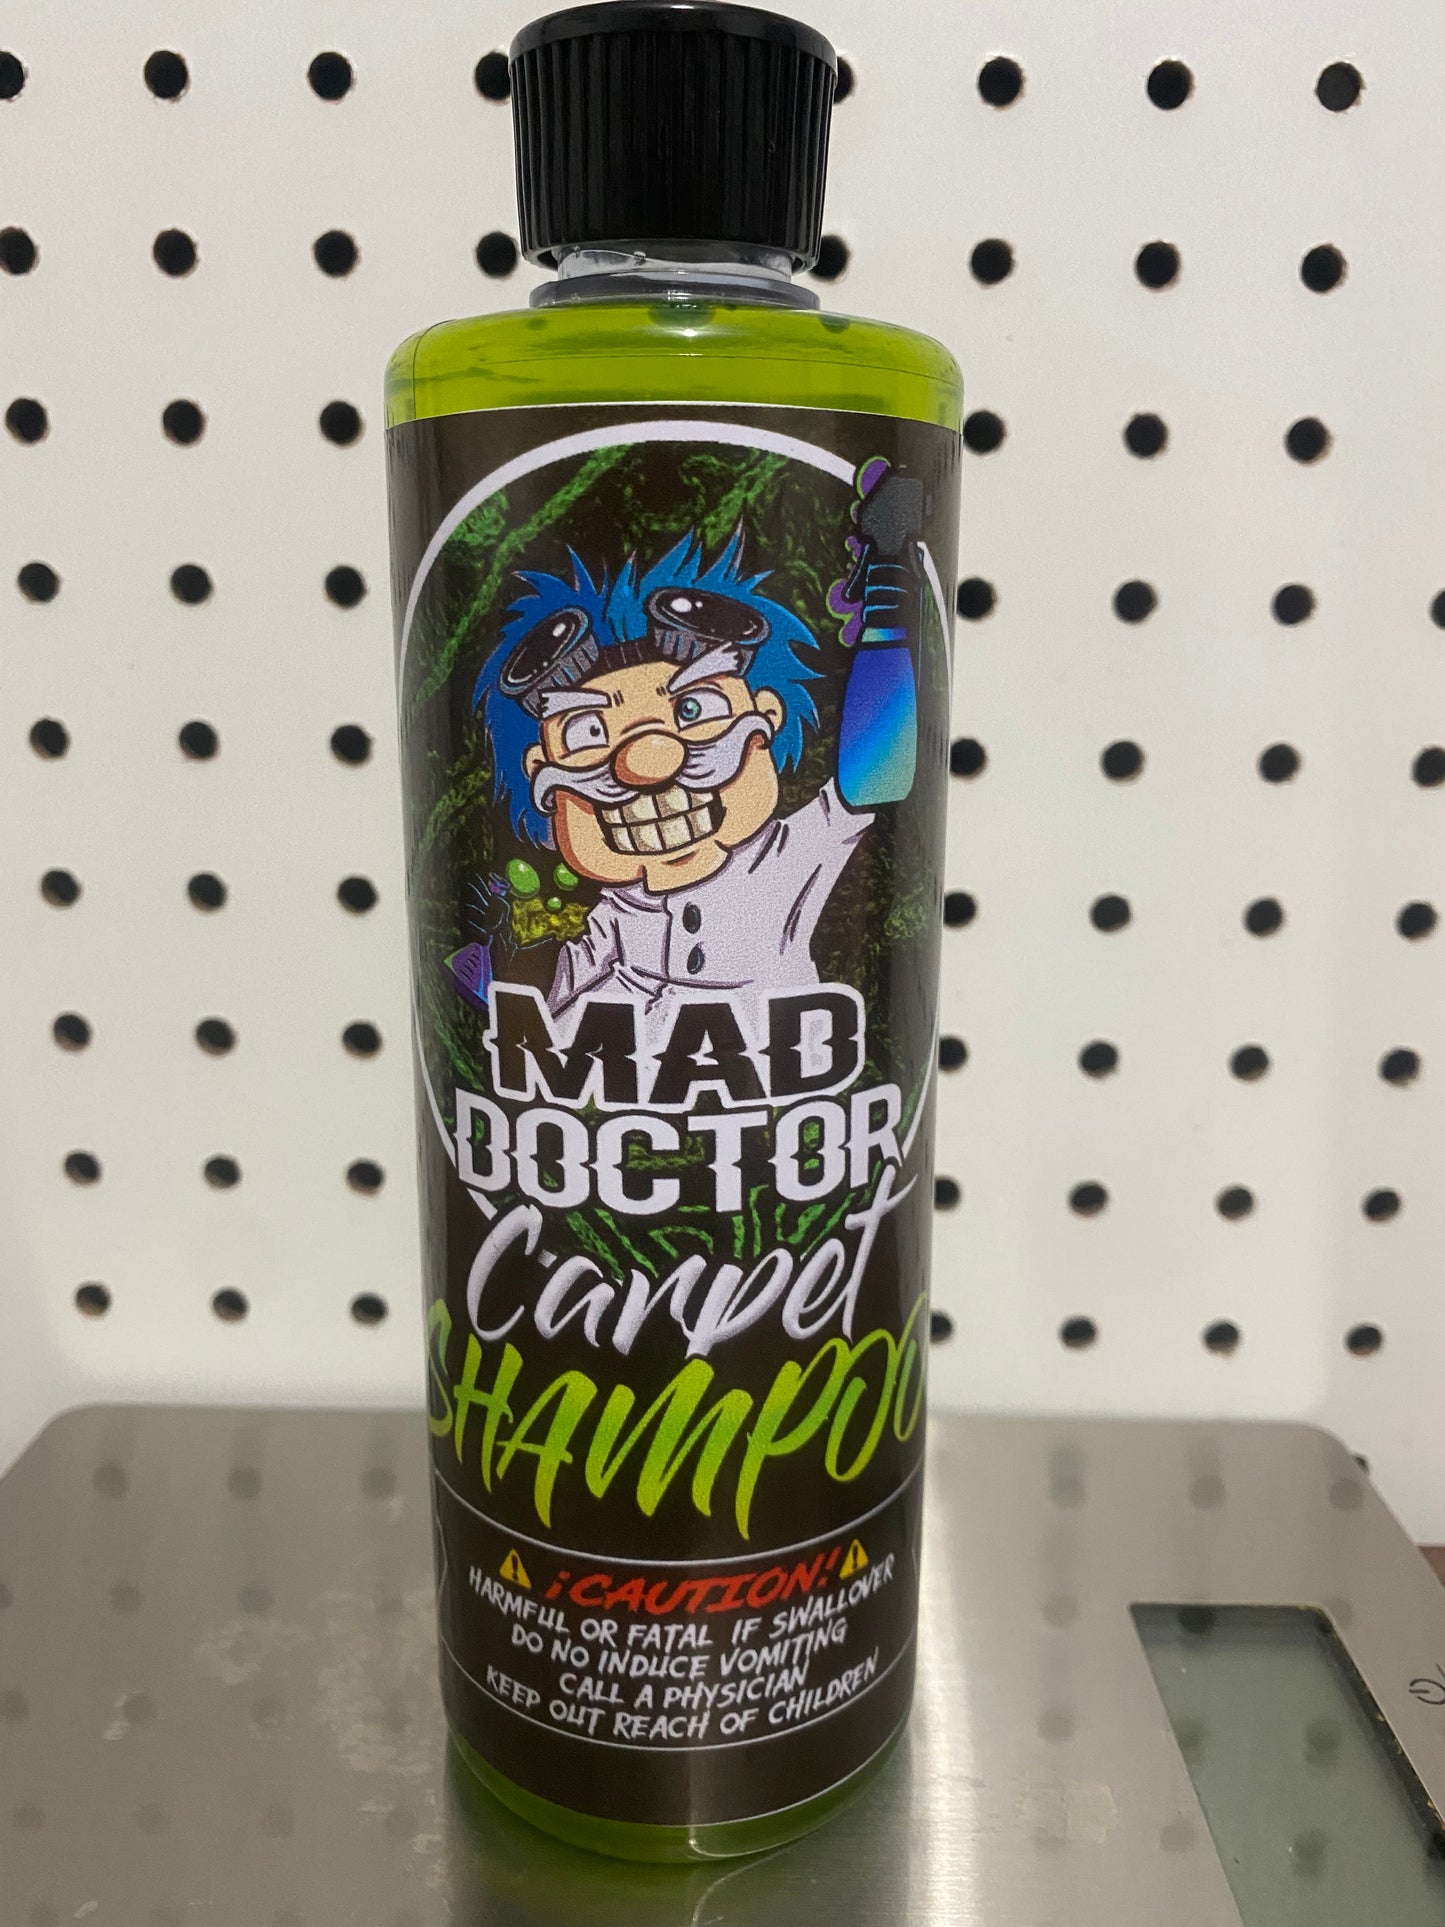 MAD
DOCTOR
Carpet
SHAMPOO
¡CAUTION!
HARMFUL OR FATAL IF SWALLOVER
DO NO INDUCE VOMITING
CALL A PHYSICIAN
KEEP OUT REACH OF CHILDREN